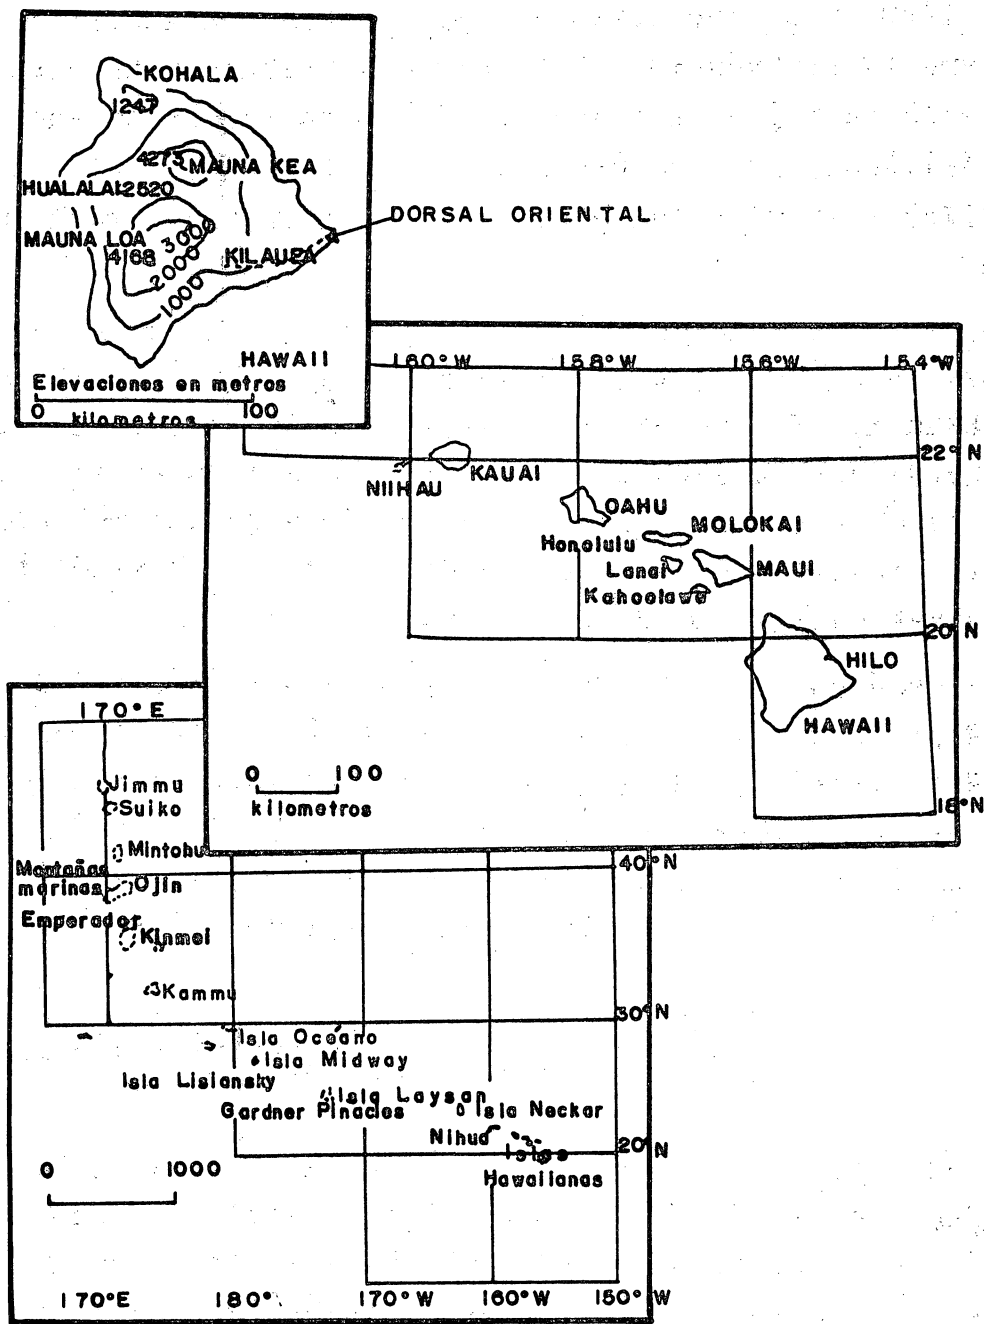 KOHALA
1247
4273 MAUNA KEA
HUALALAI 2520
DORSAL ORIENTAL
MAUNA LOA
3000
4168
KILAUEA
2000
1000
HAWAII
Elevaciones en metros
0 100
kilometros
160°W 158°W 156°W 154°W
22°N
KAUAI
NIIHAU
OAHU
MOLOKAI
Honolulu
Lanai
MAUI
Kahoolawe
20°N
HILO
HAWAII
0 100
kilometros
18°N
170°E
Jimmu
Suiko
Mintohu
40°N
Montañas
marinas
Ojin
Emperador
Kinmei
Kammu
30°N
Isla Oceano
Isla Midway
Isla Lisiansky
Isla Laysan
Gardner Pinacles
Isla Neckar
Nihua
20°N
Islas
Hawaiianas
0 1000
170°E 180° 170°W 160°W 150°W